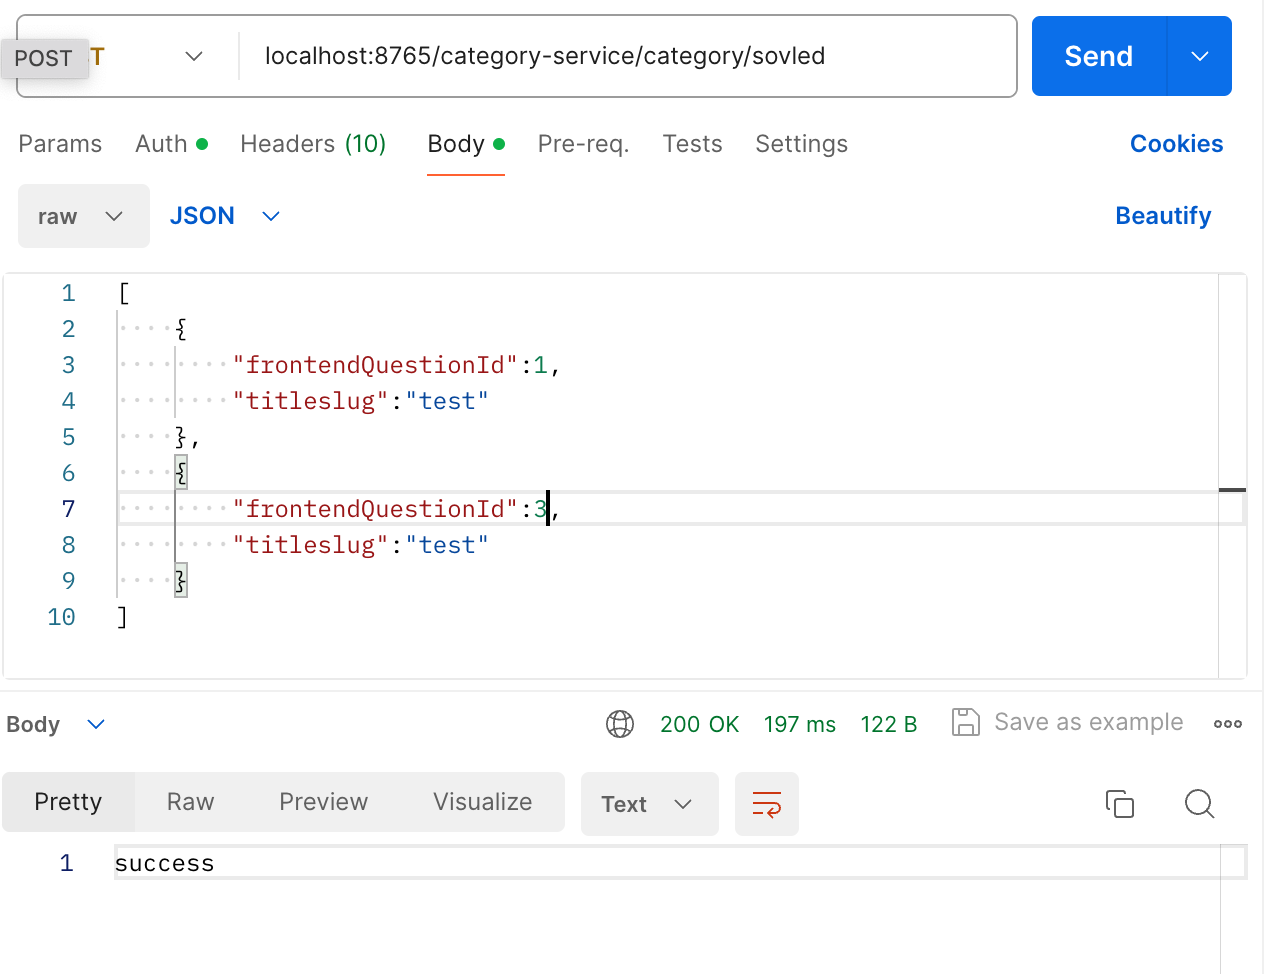 POST T localhost:8765/category-service/category/sovled Send
Params Auth Headers (10) Body Pre-req. Tests Settings Cookies
raw JSON Beautify
1 [
2 {
3 "frontendQuestionId":1,
4 "titleslug":"test"
5 },
6 {
7 "frontendQuestionId":3,
8 "titleslug":"test"
9 }
10 ]
Body 200 OK 197 ms 122 B Save as example
Pretty Raw Preview Visualize Text
1 success